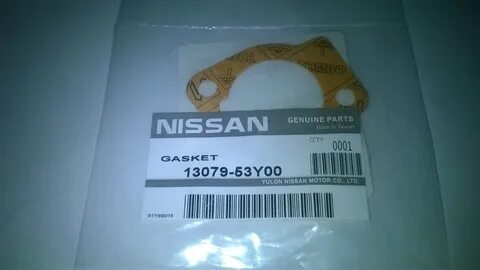 NISSAN
GENUINE PARTS
Made in Taiwan
GASKET
Q'TY 0001
13079-53Y00
YULON NISSAN MOTOR CO., LTD.